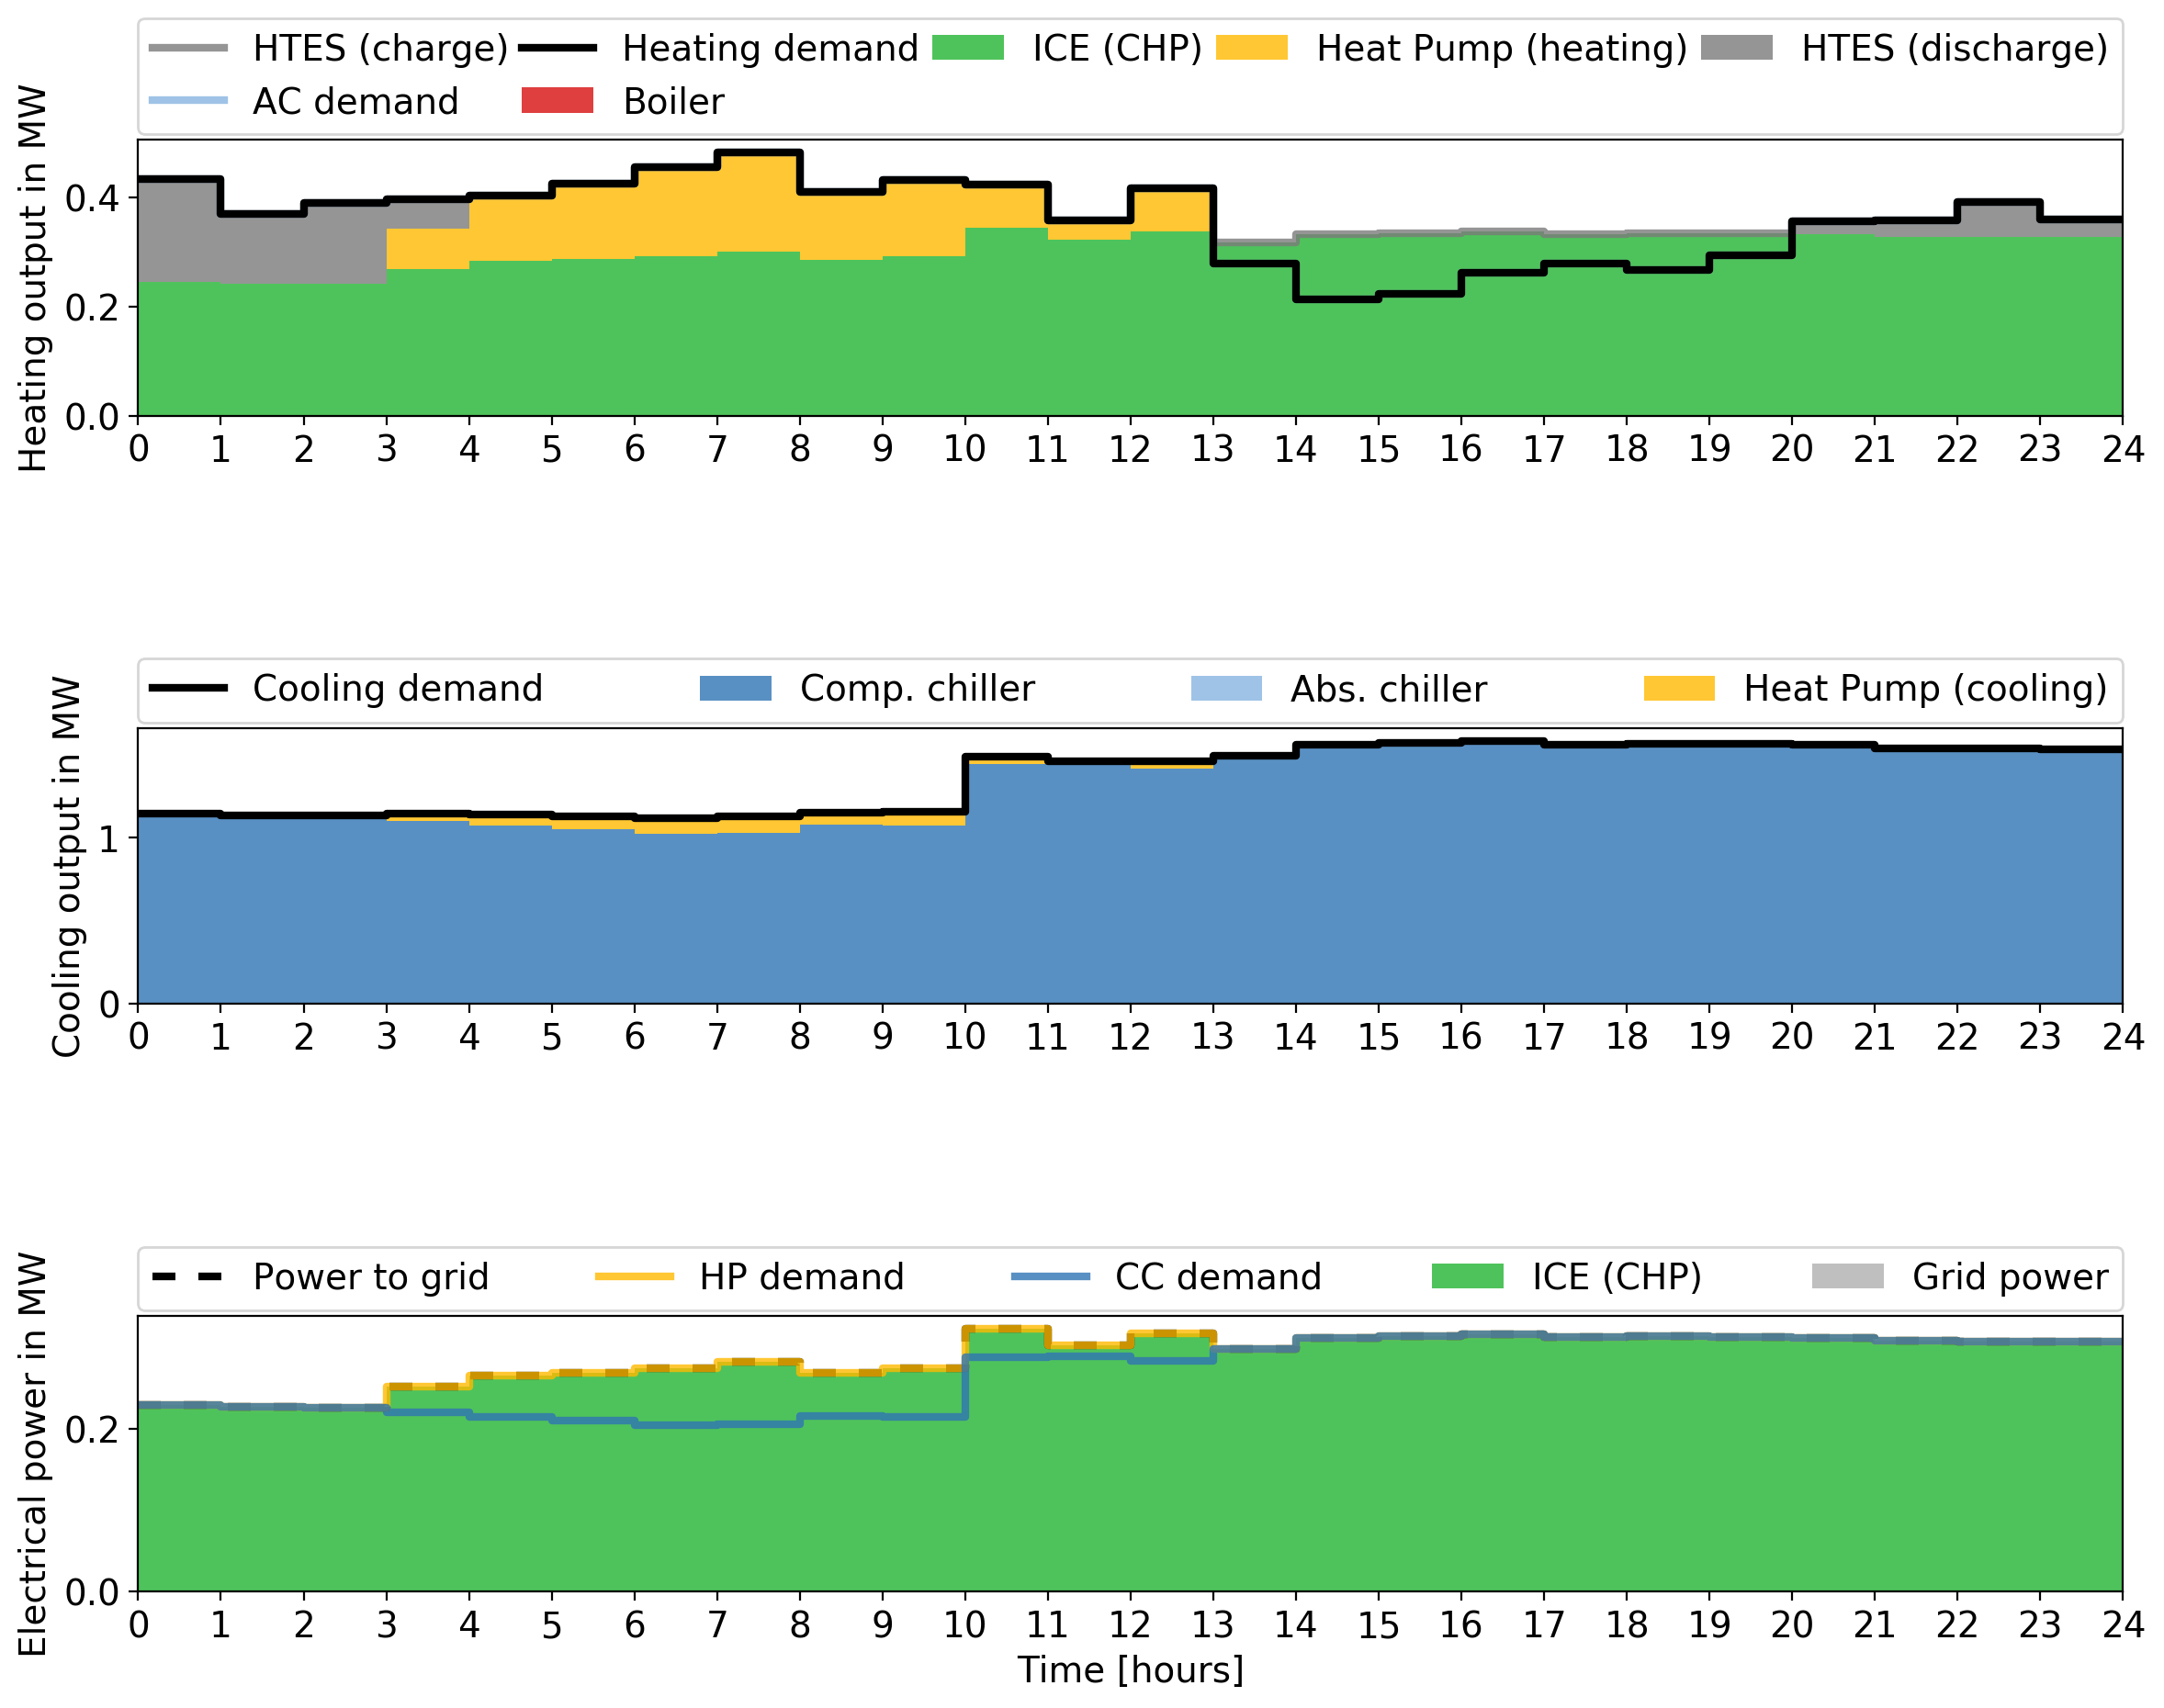 HTES (charge) Heating demand ICE (CHP) Heat Pump (heating) HTES (discharge)
AC demand Boiler
Heating output in MW
0.4
0.2
0.0
0 1 2 3 4 5 6 7 8 9 10 11 12 13 14 15 16 17 18 19 20 21 22 23 24
Cooling demand Comp. chiller Abs. chiller Heat Pump (cooling)
Cooling output in MW
1
0
0 1 2 3 4 5 6 7 8 9 10 11 12 13 14 15 16 17 18 19 20 21 22 23 24
Power to grid HP demand CC demand ICE (CHP) Grid power
Electrical power in MW
0.2
0.0
0 1 2 3 4 5 6 7 8 9 10 11 12 13 14 15 16 17 18 19 20 21 22 23 24
Time [hours]